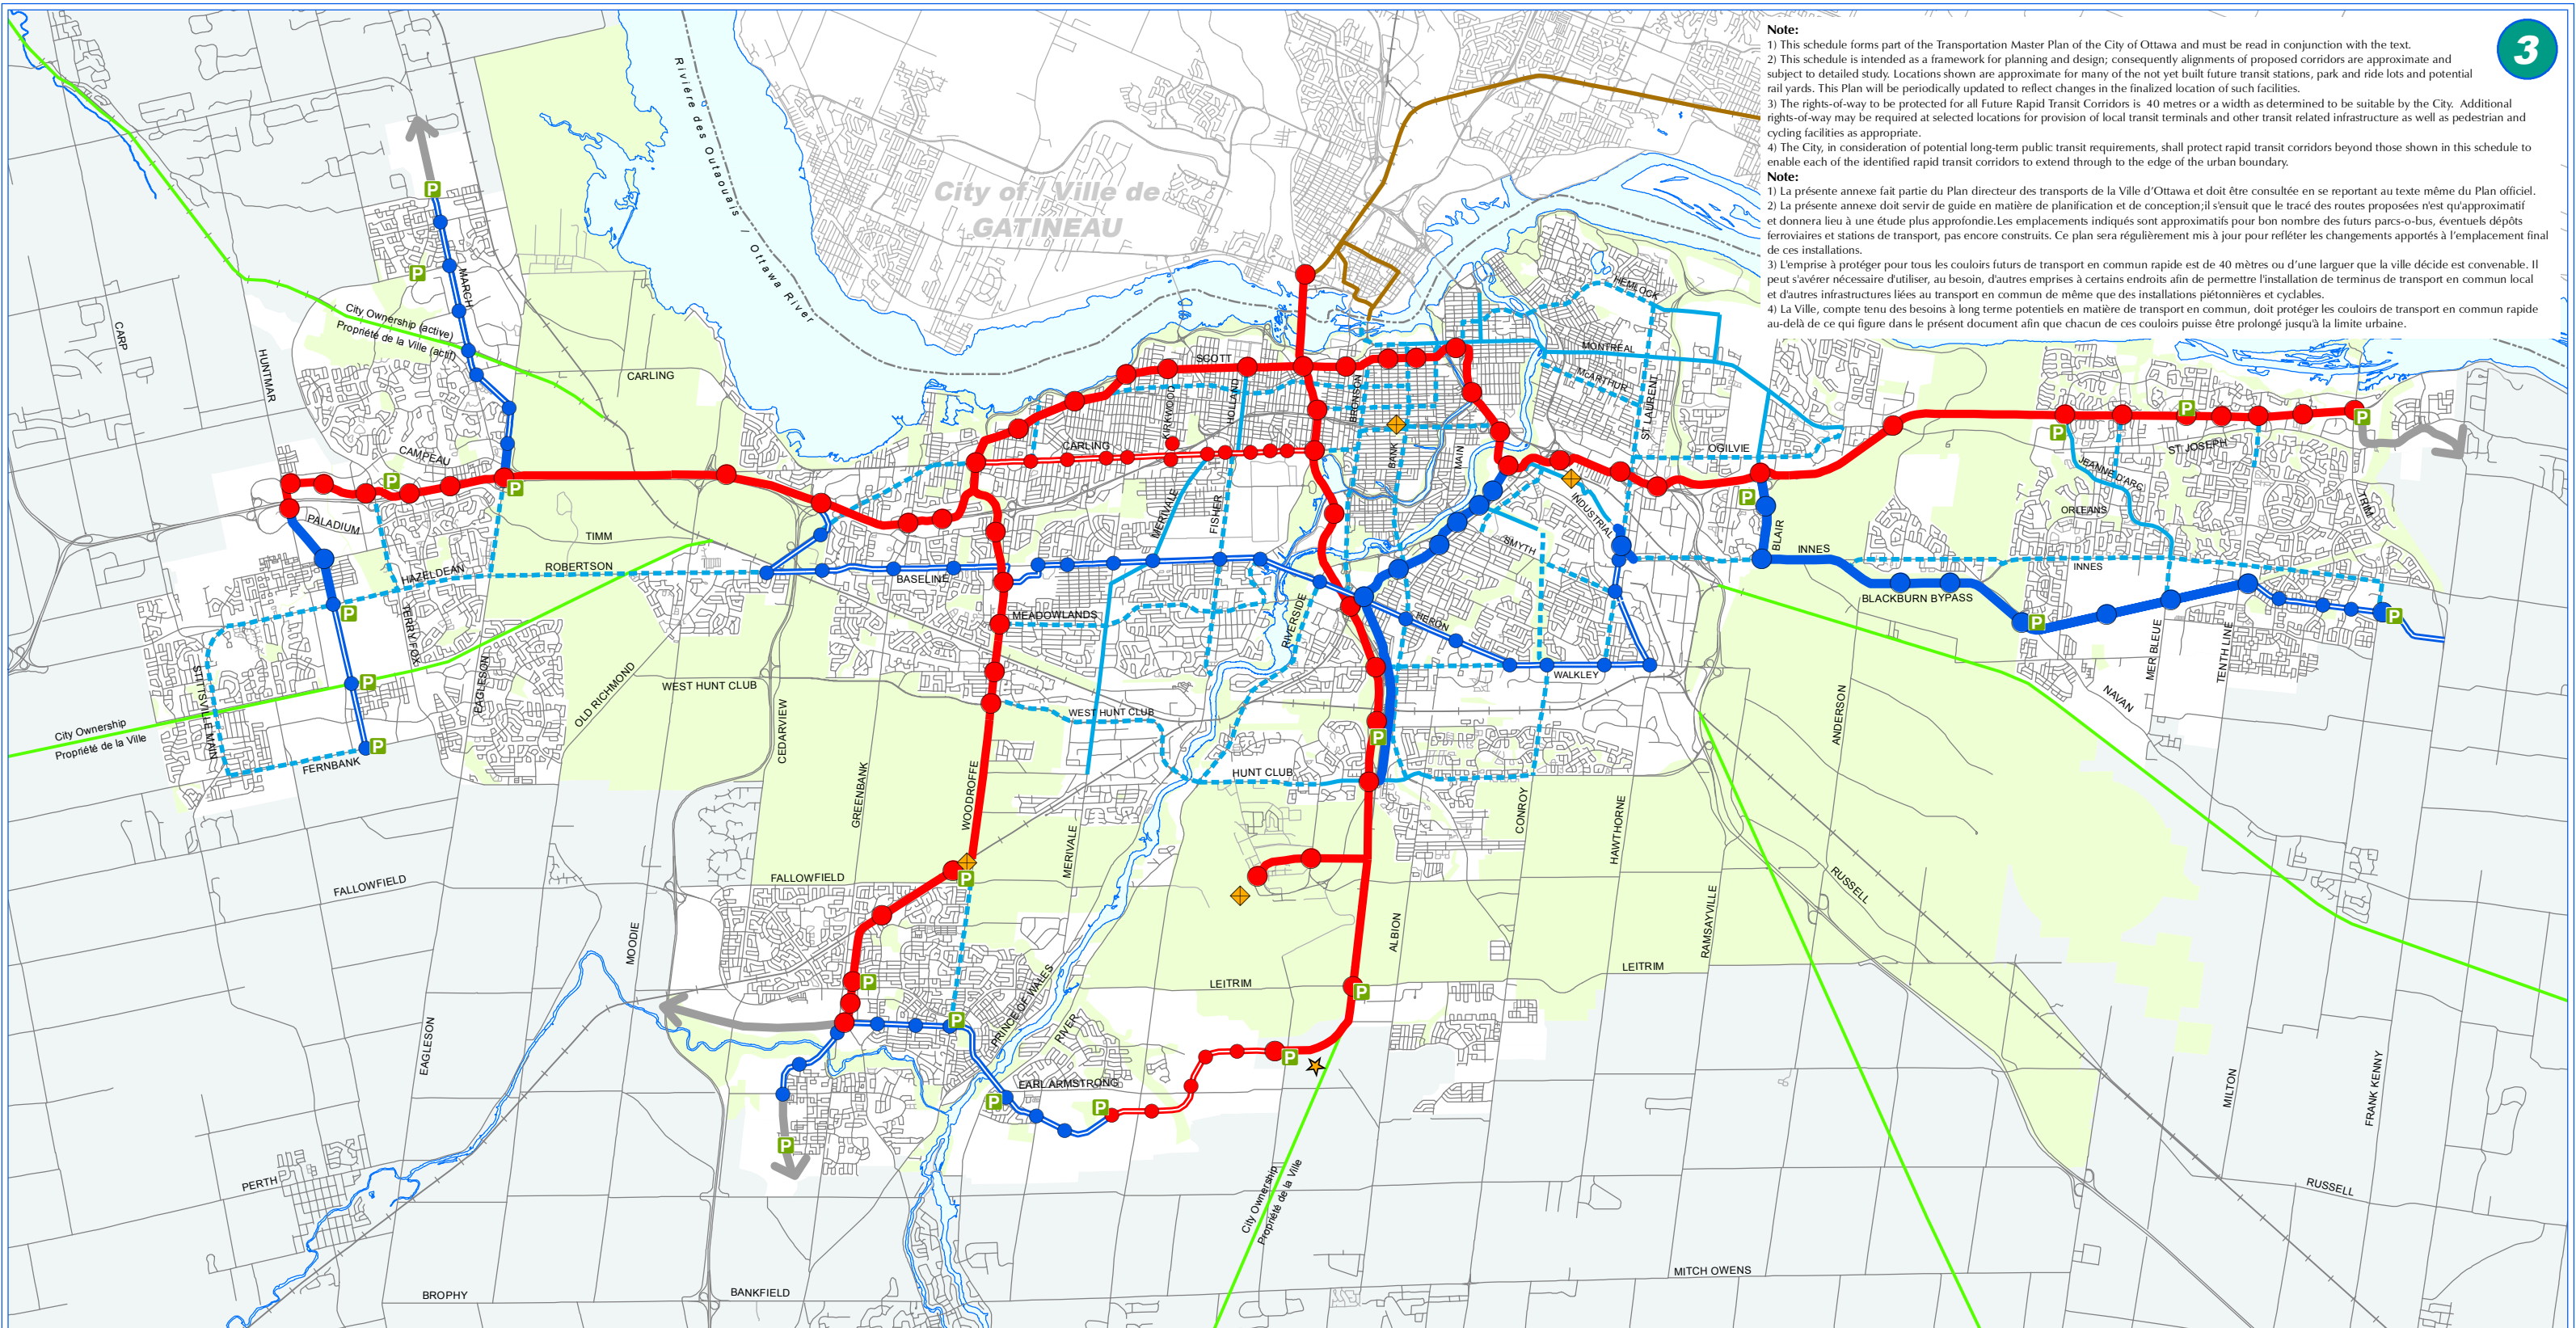 Note:
1) This schedule forms part of the Transportation Master Plan of the City of Ottawa and must be read in conjunction with the text.
2) This schedule is intended as a framework for planning and design; consequently alignments of proposed corridors are approximate and
subject to detailed study. Locations shown are approximate for many of the not yet built future transit stations, park and ride lots and potential
rail yards. This Plan will be periodically updated to reflect changes in the finalized location of such facilities.
3) The rights-of-way to be protected for all Future Rapid Transit Corridors is 40 metres or a width as determined to be suitable by the City. Additional
rights-of-way may be required at selected locations for provision of local transit terminals and other transit related infrastructure as well as pedestrian and
cycling facilities as appropriate.
4) The City, in consideration of potential long-term public transit requirements, shall protect rapid transit corridors beyond those shown in this schedule to
enable each of the identified rapid transit corridors to extend through to the edge of the urban boundary.
Note:
1) La présente annexe fait partie du Plan directeur des transports de la Ville d'Ottawa et doit être consultée en se reportant au texte même du Plan officiel.
2) La présente annexe doit servir de guide en matière de planification et de conception;il s'ensuit que le tracé des routes proposées n'est qu'approximatif
et donnera lieu à une étude plus approfondie.Les emplacements indiqués sont approximatifs pour bon nombre des futurs parcs-o-bus, éventuels dépôts
ferroviaires et stations de transport, pas encore construits. Ce plan sera régulièrement mis à jour pour refléter les changements apportés à l'emplacement final
de ces installations.
3) L'emprise à protéger pour tous les couloirs futurs de transport en commun rapide est de 40 mètres ou d'une larguer que la ville décide est convenable. Il
peut s'avérer nécessaire d'utiliser, au besoin, d'autres emprises à certains endroits afin de permettre l'installation de terminus de transport en commun local
et d'autres infrastructures liées au transport en commun de même que des installations piétonnières et cyclables.
4) La Ville, compte tenu des besoins à long terme potentiels en matière de transport en commun, doit protéger les couloirs de transport en commun rapide
au-delà de ce qui figure dans le présent document afin que chacun de ces couloirs puisse être prolongé jusqu'à la limite urbaine.
3
City of / Ville de
GATINEAU
Rivière des Outaouais / Ottawa River
P
P
MARCH
City Ownership (active)
Propriété de la Ville (actif)
CARP
HUNTMAR
CARLING
CAMPEAU
P
P
PALADIUM
TIMM
HAZELDEAN
ROBERTSON
P
TERRY FOX
STITTSVILLE MAIN
P
EAGLESON
OLD RICHMOND
WEST HUNT CLUB
City Ownership
Propriété de la Ville
P
FERNBANK
CEDARVIEW
GREENBANK
WOODROFFE
SCOTT
KIRKWOOD
HOLLAND
CARLING
BRONSON
BANK
MAIN
HEMLOCK
MONTREAL
MCARTHUR
ST LAURENT
OGILVIE
P
BLAIR
INDUSTRIAL
SMYTH
MERIVALE
FISHER
BASELINE
MEADOWLANDS
RIVERSIDE
HERON
WALKLEY
WEST HUNT CLUB
P
HUNT CLUB
INNES
INNES
BLACKBURN BYPASS
P
P
P
P
ST JOSEPH
JEANNE D'ARC
ORLEANS
TRIM
P
MER BLEUE
TENTH LINE
NAVAN
ANDERSON
CONROY
HAWTHORNE
RAMSAYVILLE
RUSSELL
MERIVALE
FALLOWFIELD
FALLOWFIELD
P
MOODIE
P
P
PRINCE OF WALES
RIVER
ALBION
LEITRIM
LEITRIM
P
P
EARL ARMSTRONG
P
P
P
EAGLESON
PERTH
City Ownership
Propriété de la Ville
MILTON
FRANK KENNY
RUSSELL
MITCH OWENS
BROPHY
BANKFIELD